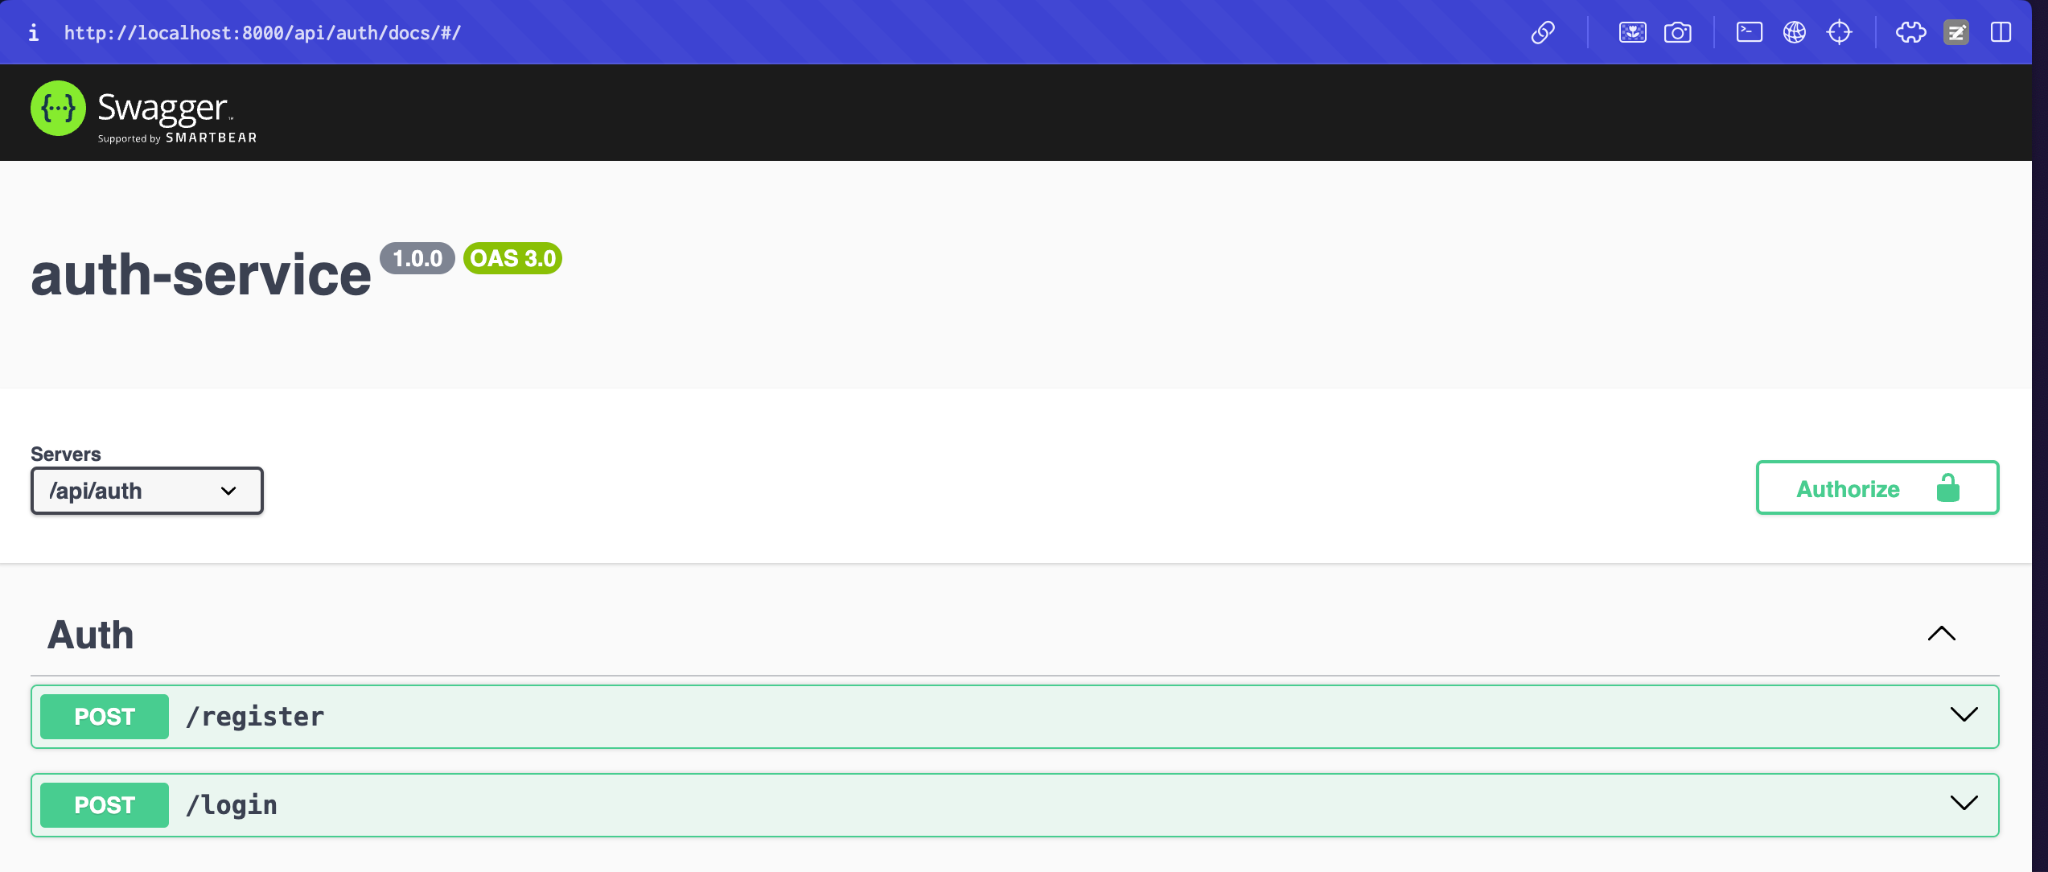 http://localhost:8000/api/auth/docs/#/
{···} Swagger
Supported by SMARTBEAR
auth-service 1.0.0 OAS 3.0
Servers
/api/auth
Authorize
Auth
POST /register
POST /login